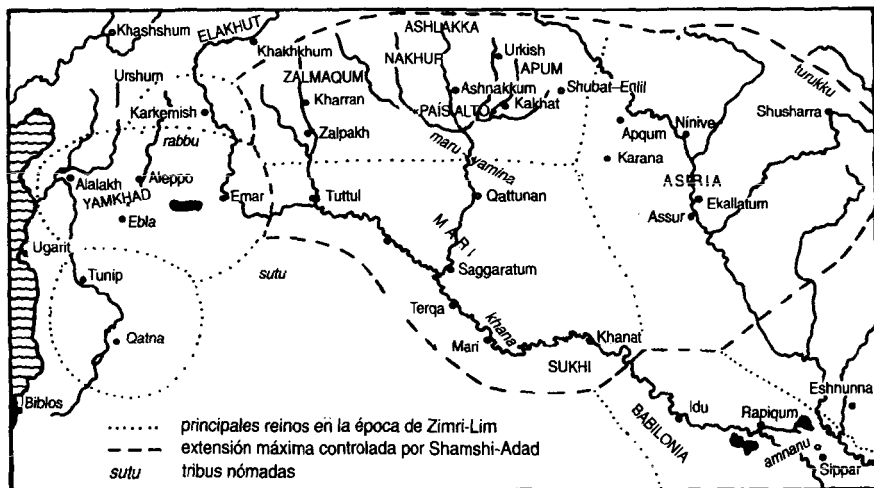 Khashshum
ELAKHUT
ASHLAKKA
Khakhkhum
NAKHUR
Urkish
turukku
Urshum
ZALMAQUM
APUM
Ashnakkum
Shubat–Enlil
Kharran
«PAÍS ALTO»
Kakhat
Shusharra
Karkemish
Apqum
Nínive
rabbu
Zalpakh
maru yamina
Karana
Alalakh
Aleppo
ASIRIA
YAMKHAD
Emar
Tuttul
Qattunan
Ekallatum
Ebla
Assur
MARI
Ugarit
Tunip
sutu
Saggaratum
Terqa
khana
Qatna
Mari
Khanat
SUKHI
Eshnunna
Biblos
Idu
Rapiqum
BABILONIA
amnanu
Sippar
principales reinos en la época de Zimri-Lim
extensión máxima controlada por Shamshi-Adad
sutu tribus nómadas